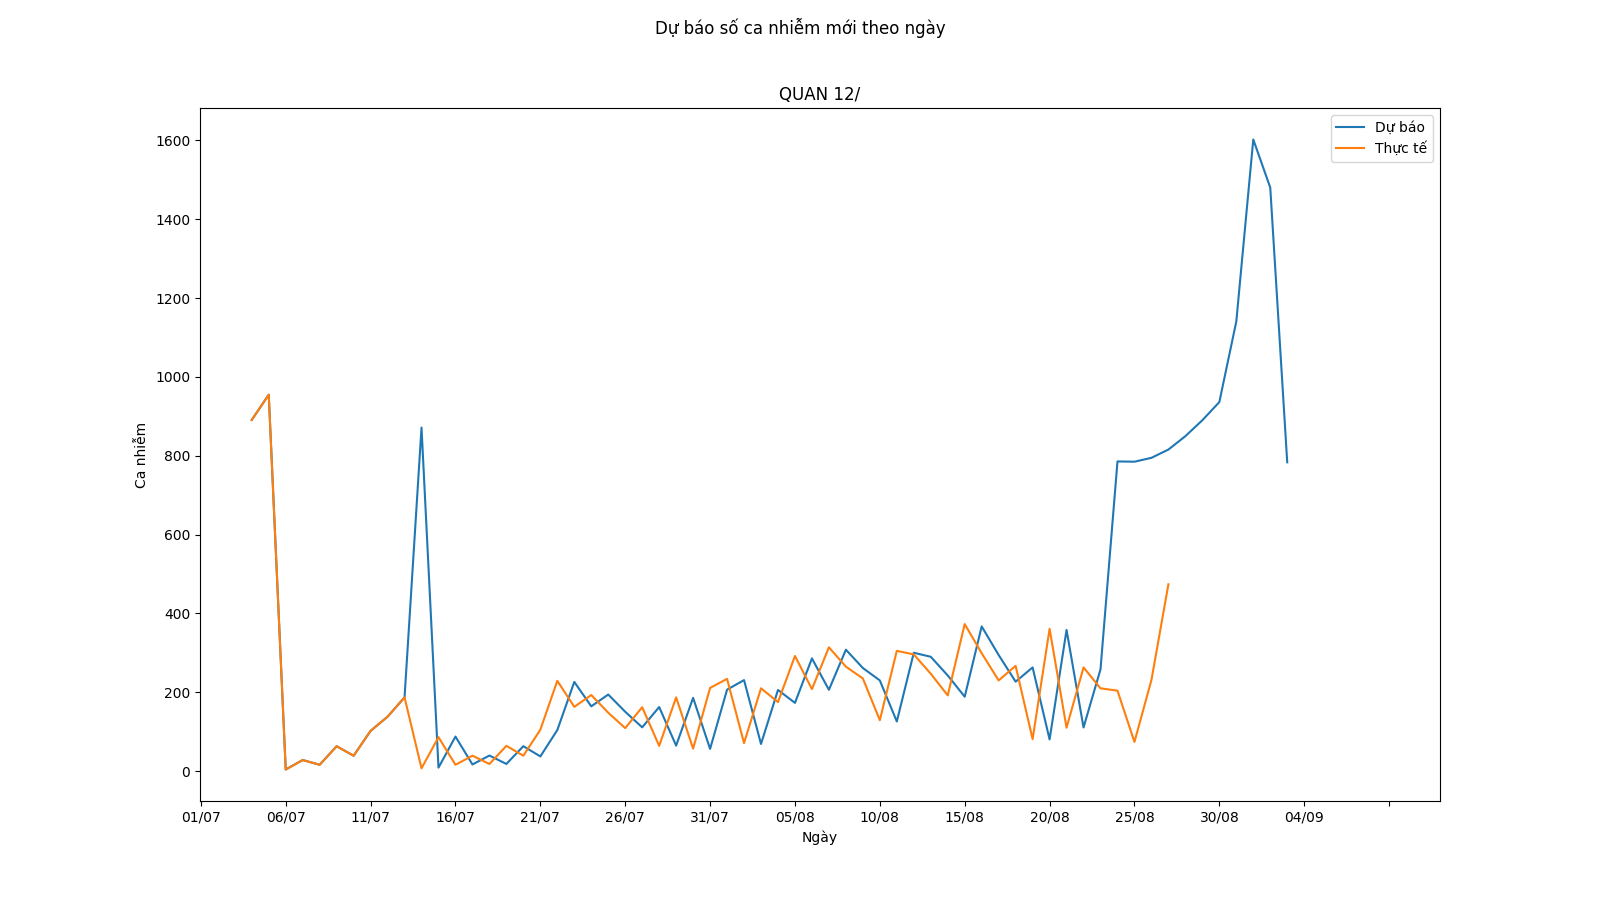 Dự báo số ca nhiễm mới theo ngày
QUAN 12/
Dự báo
Thực tế
1600
1400
1200
1000
800
600
400
200
0
Ca nhiễm
01/07 06/07 11/07 16/07 21/07 26/07 31/07 05/08 10/08 15/08 20/08 25/08 30/08 04/09
Ngày